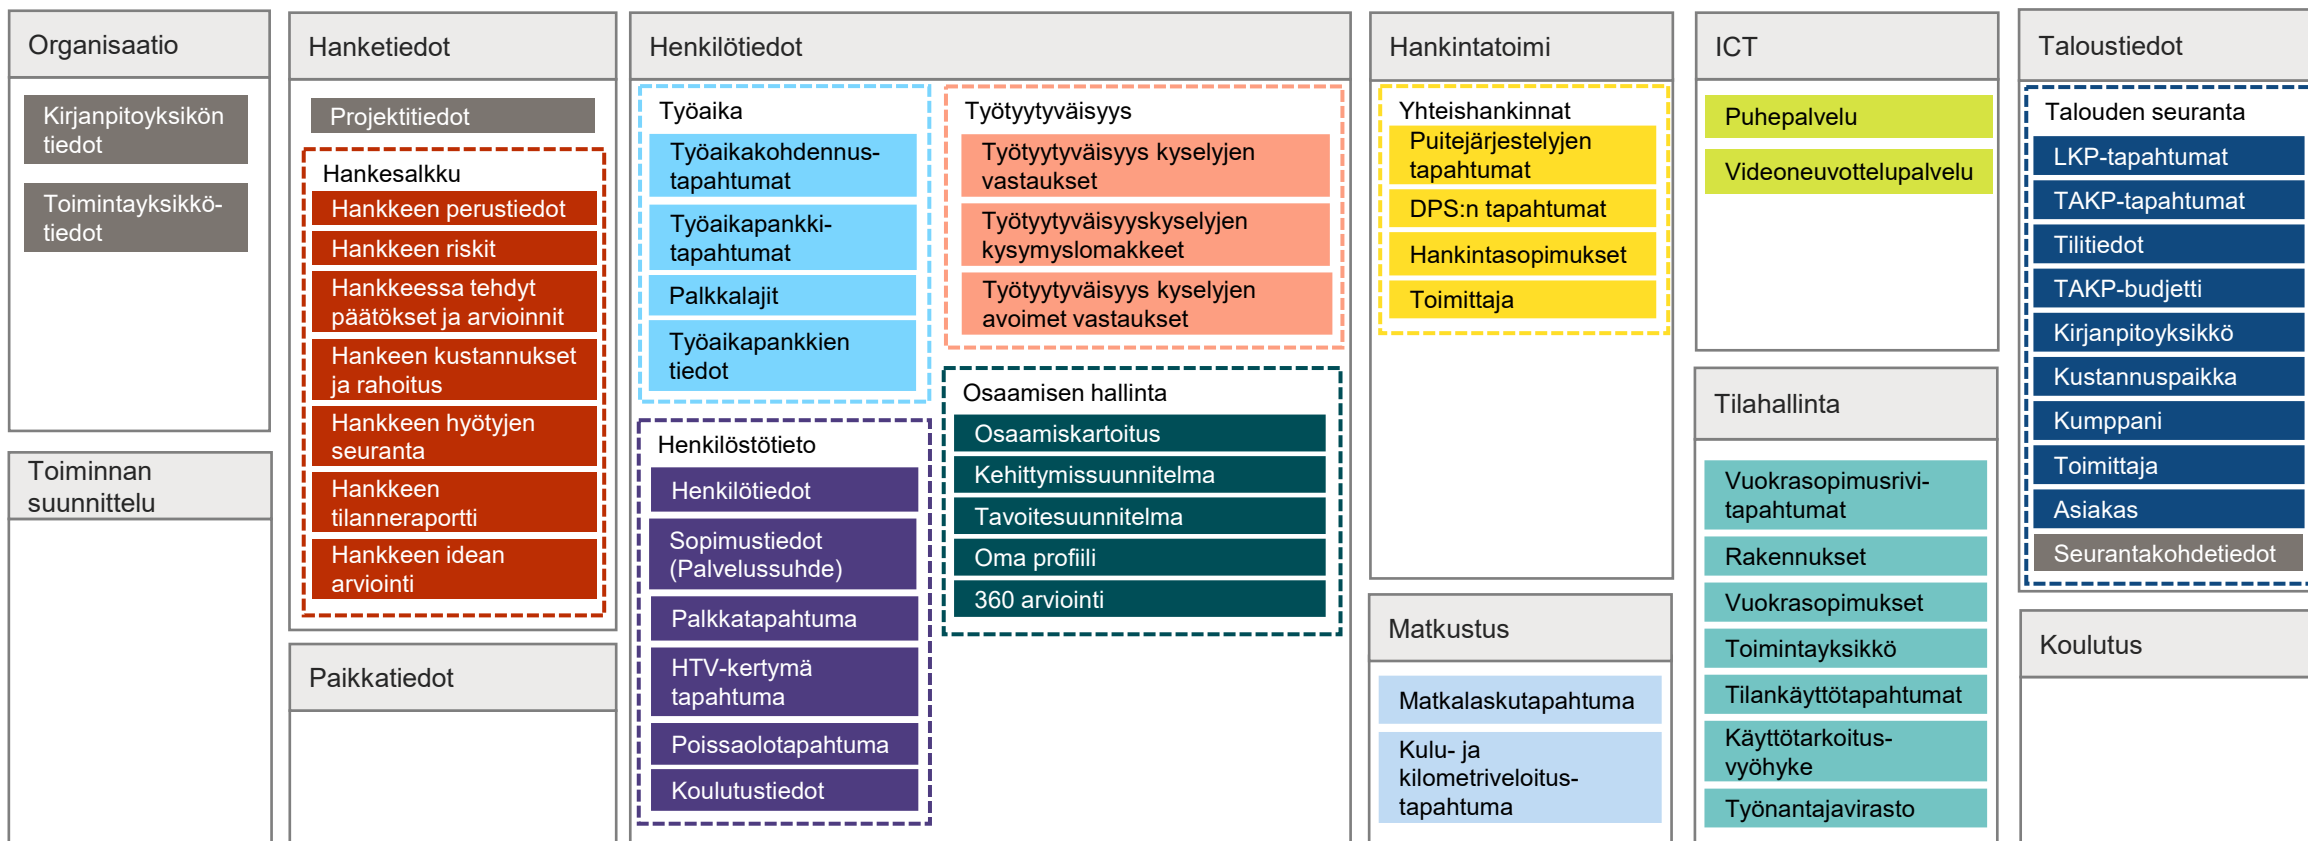 Organisaatio
Kirjanpitoyksikön
tiedot
Toimintayksikkö-
tiedot
Toiminnan
suunnittelu
Hanketiedot
Projektitiedot
Hankesalkku
Hankkeen perustiedot
Hankkeen riskit
Hankkeessa tehdyt
päätökset ja arvioinnit
Hankeen kustannukset
ja rahoitus
Hankkeen hyötyjen
seuranta
Hankkeen
tilanneraportti
Hankkeen idean
arviointi
Paikkatiedot
Henkilötiedot
Työaika
Työaikakohdennus-
tapahtumat
Työaikapankki-
tapahtumat
Palkkalajit
Työaikapankkien
tiedot
Henkilöstötieto
Henkilötiedot
Sopimustiedot
(Palvelussuhde)
Palkkatapahtuma
HTV-kertymä
tapahtuma
Poissaolotapahtuma
Koulutustiedot
Työtyytyväisyys
Työtyytyväisyys kyselyjen
vastaukset
Työtyytyväisyyskyselyjen
kysymyslomakkeet
Työtyytyväisyys kyselyjen
avoimet vastaukset
Osaamisen hallinta
Osaamiskartoitus
Kehittymissuunnitelma
Tavoitesuunnitelma
Oma profiili
360 arviointi
Hankintatoimi
Yhteishankinnat
Puitejärjestelyjen
tapahtumat
DPS:n tapahtumat
Hankintasopimukset
Toimittaja
Matkustus
Matkalaskutapahtuma
Kulu- ja
kilometriveloitus-
tapahtuma
ICT
Puhepalvelu
Videoneuvottelupalvelu
Tilahallinta
Vuokrasopimusrivi-
tapahtumat
Rakennukset
Vuokrasopimukset
Toimintayksikkö
Tilankäyttötapahtumat
Käyttötarkoitus-
vyöhyke
Työnantajavirasto
Taloustiedot
Talouden seuranta
LKP-tapahtumat
TAKP-tapahtumat
Tilitiedot
TAKP-budjetti
Kirjanpitoyksikkö
Kustannuspaikka
Kumppani
Toimittaja
Asiakas
Seurantakohdetiedot
Koulutus